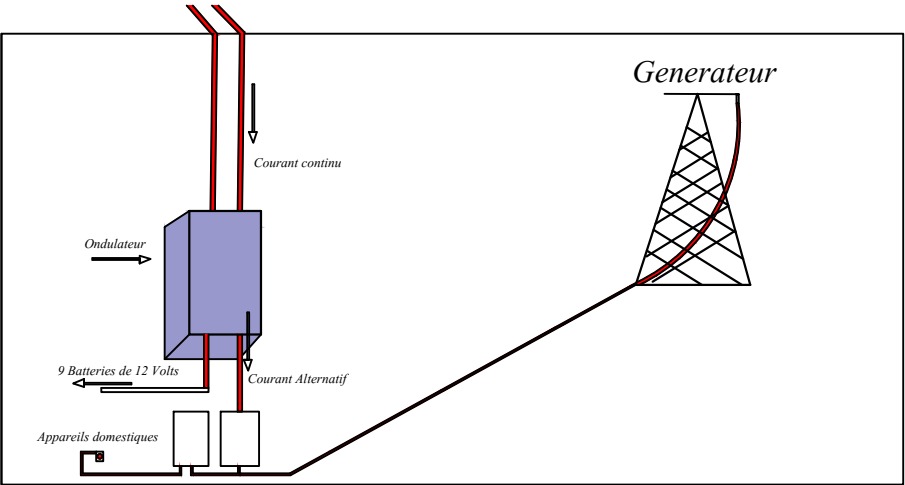 Generateur
Courant continu
Ondulateur
9 Batteries de 12 Volts
Courant Alternatif
Appareils domestiques